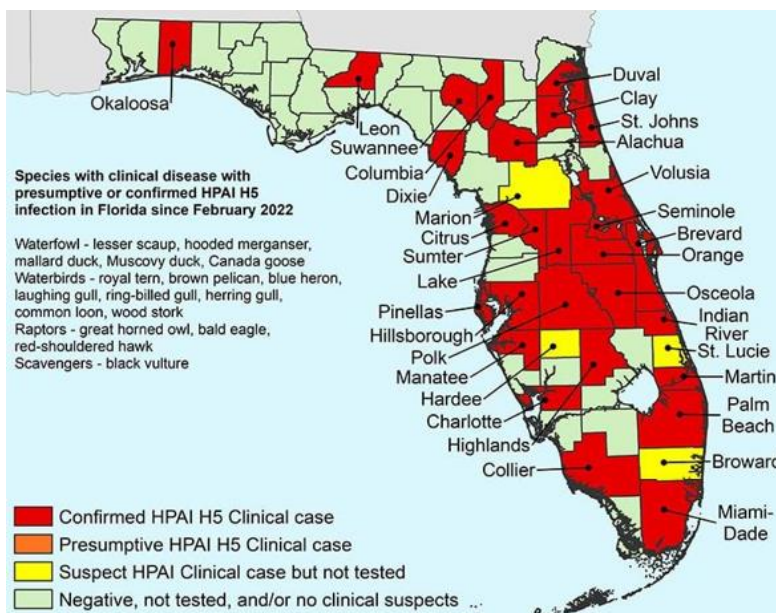 Okaloosa
Leon
Suwannee
Columbia
Dixie
Marion
Citrus
Sumter
Lake
Pinellas
Hillsborough
Polk
Manatee
Hardee
Charlotte
Highlands
Collier
Duval
Clay
St. Johns
Alachua
Volusia
Seminole
Brevard
Orange
Osceola
Indian
River
St. Lucie
Martin
Palm
Beach
Broward
Miami-
Dade
Species with clinical disease with
presumptive or confirmed HPAI H5
infection in Florida since February 2022
Waterfowl - lesser scaup, hooded merganser,
mallard duck, Muscovy duck, Canada goose
Waterbirds - royal tern, brown pelican, blue heron,
laughing gull, ring-billed gull, herring gull,
common loon, wood stork
Raptors - great horned owl, bald eagle,
red-shouldered hawk
Scavengers - black vulture
Confirmed HPAI H5 Clinical case
Presumptive HPAI H5 Clinical case
Suspect HPAI Clinical case but not tested
Negative, not tested, and/or no clinical suspects